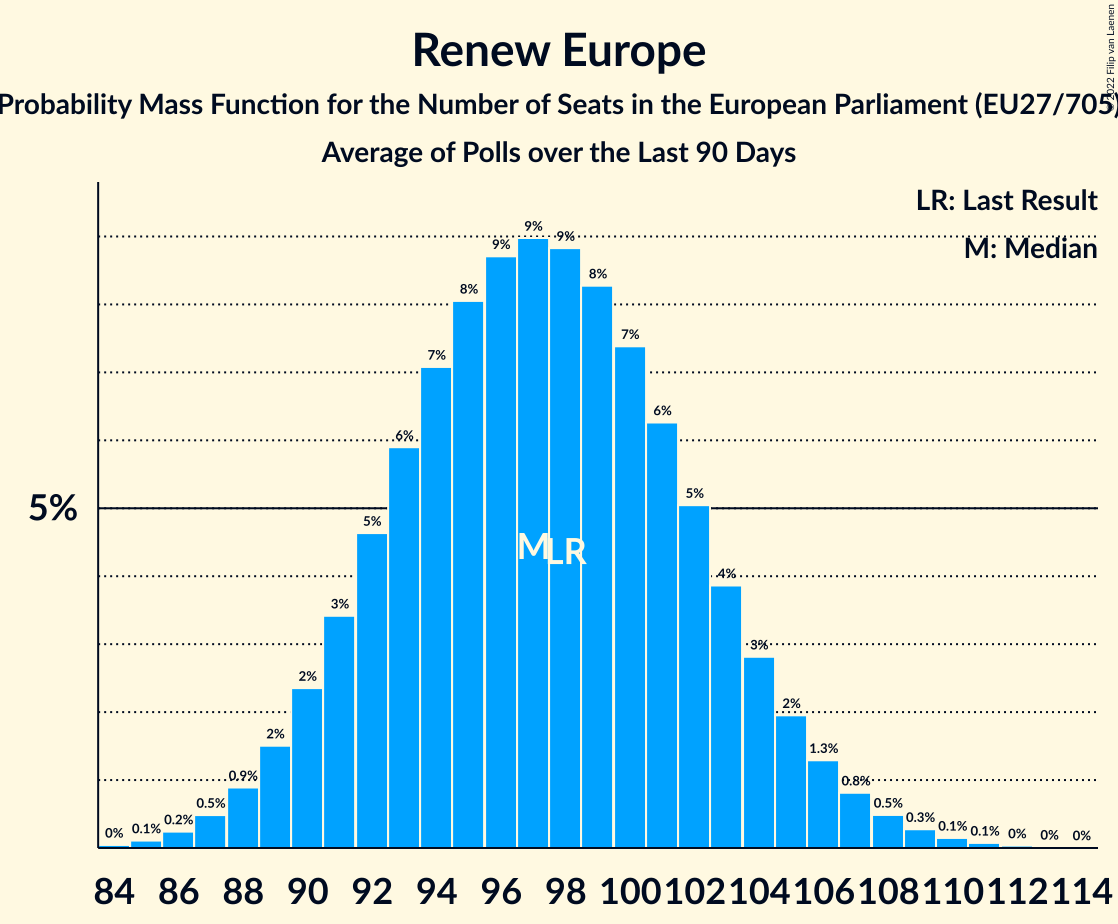 Renew Europe
Probability Mass Function for the Number of Seats in the European Parliament (EU27/705)
Average of Polls over the Last 90 Days
© 2022 Filip van Laenen
LR: Last Result
M: Median
5%
0% 0.1% 0.2% 0.5% 0.9% 2% 2% 3% 5% 6% 7% 8% 9% 9% 9% 8% 7% 6% 5% 4% 3% 2% 1.3% 0.8% 0.5% 0.3% 0.1% 0.1% 0% 0% 0%
M LR
84 86 88 90 92 94 96 98 100 102 104 106 108 110 112 114